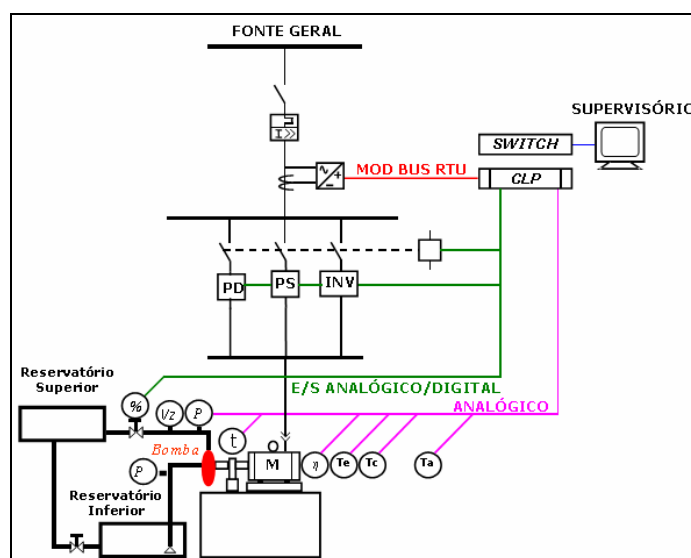 FONTE GERAL
I>>
SUPERVISÓRIO
SWITCH
MOD BUS RTU
CLP
PD
PS
INV
E/S ANALÓGICO/DIGITAL
ANALÓGICO
Reservatório
Superior
%
Vz
P
t
Bomba
M
η
Te
Tc
Ta
P
Reservatório
Inferior